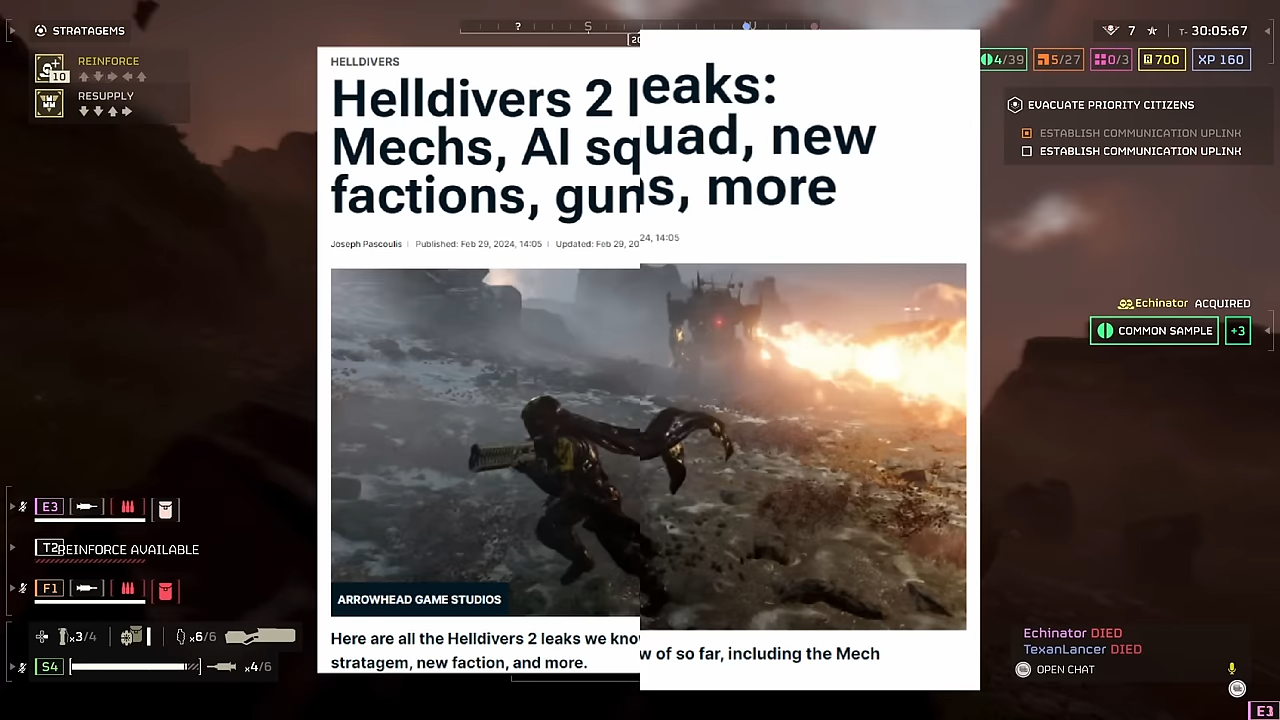 STRATAGEMS
REINFORCE
10
RESUPPLY
?
S
20
7
T- 30:05:67
4/39
5/27
0/3
700
XP 160
EVACUATE PRIORITY CITIZENS
ESTABLISH COMMUNICATION UPLINK
ESTABLISH COMMUNICATION UPLINK
HELLDIVERS
Helldivers 2 leaks:
Mechs, AI squad, new
factions, guns, more
Joseph Pascoulis | Published: Feb 29, 2024, 14:05 | Updated: Feb 29, 2024, 14:05
Echinator ACQUIRED
COMMON SAMPLE +3
E3
T2
REINFORCE AVAILABLE
F1
ARROWHEAD GAME STUDIOS
Here are all the Helldivers 2 leaks we know of so far, including the Mech
stratagem, new faction, and more.
x3/4
x6/6
S4
x4/6
Echinator DIED
TexanLancer DIED
OPEN CHAT
E3